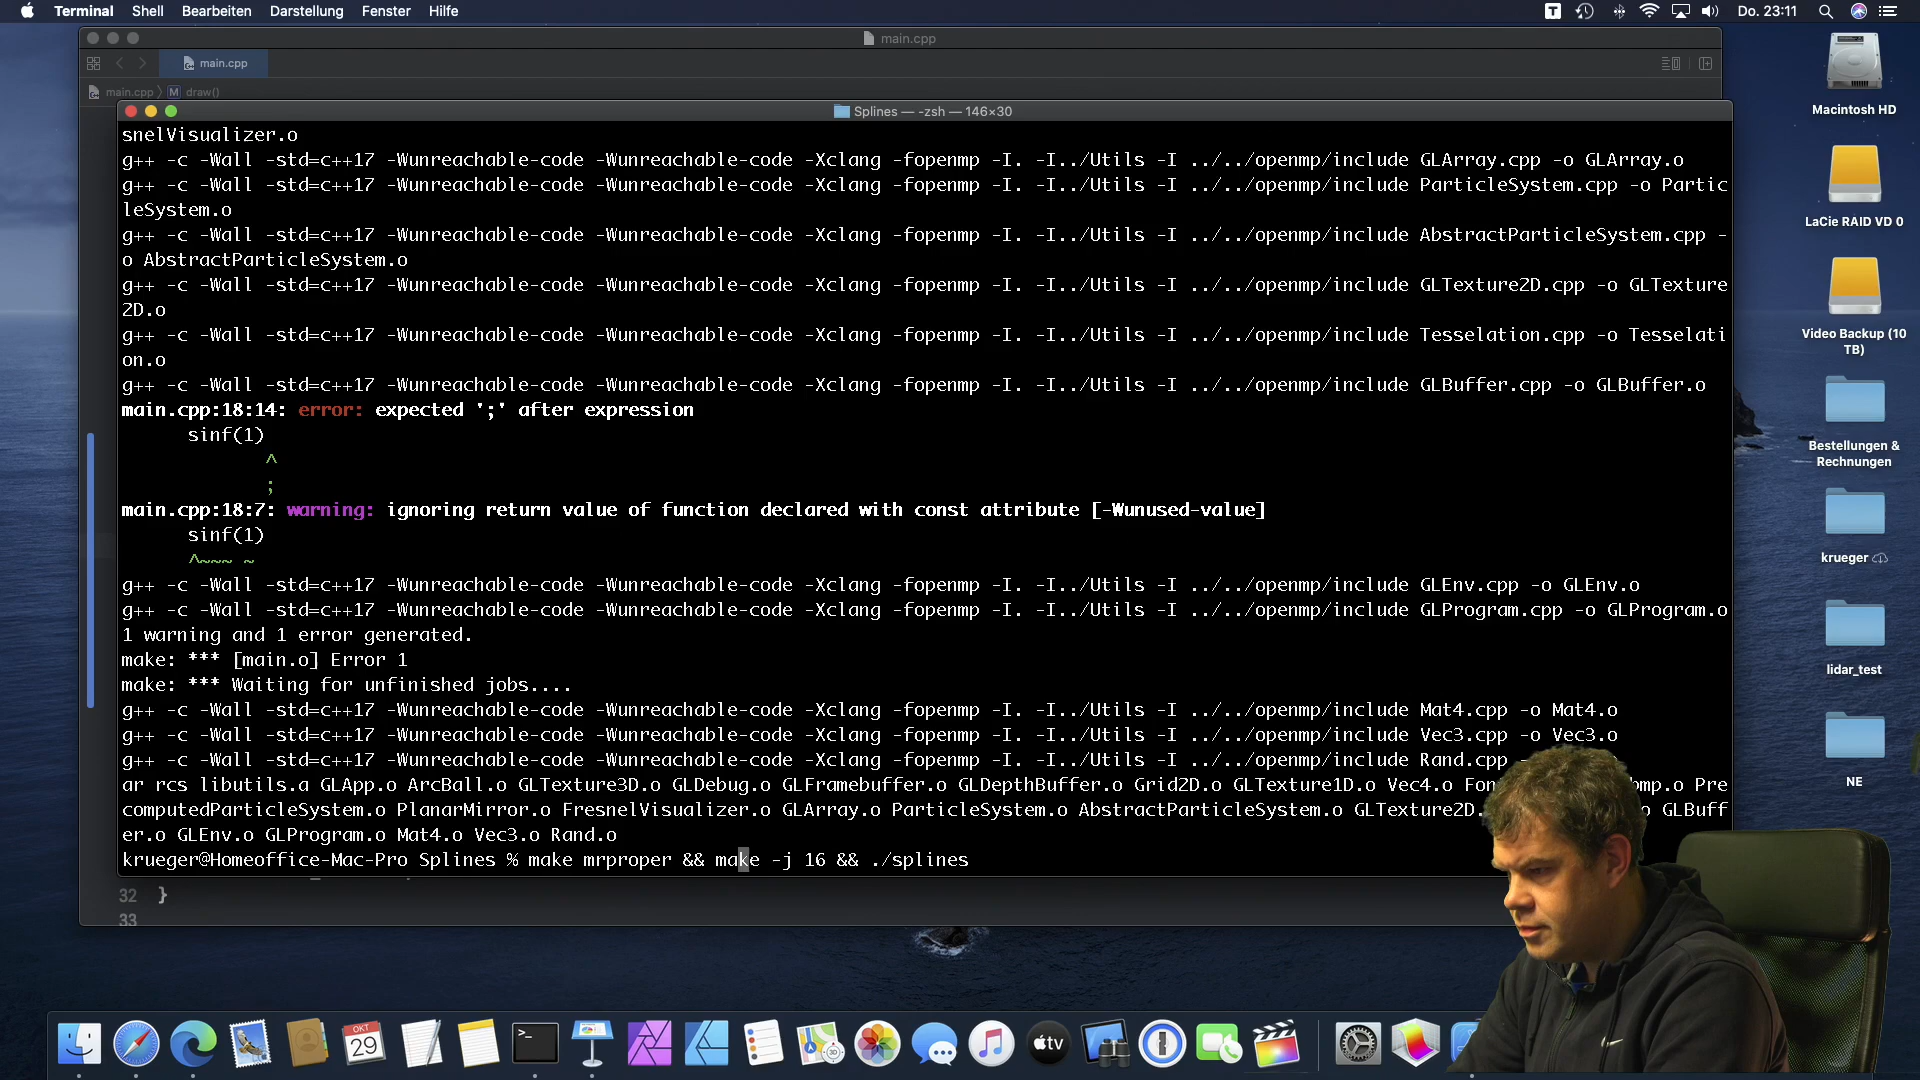 Terminal Shell Bearbeiten Darstellung Fenster Hilfe T Do. 23:11
main.cpp
main.cpp
main.cpp M draw()
Splines — -zsh — 146×30
snelVisualizer.o
g++ -c -Wall -std=c++17 -Wunreachable-code -Wunreachable-code -Xclang -fopenmp -I. -I../Utils -I ../../openmp/include GLArray.cpp -o GLArray.o
g++ -c -Wall -std=c++17 -Wunreachable-code -Wunreachable-code -Xclang -fopenmp -I. -I../Utils -I ../../openmp/include ParticleSystem.cpp -o Partic
leSystem.o
g++ -c -Wall -std=c++17 -Wunreachable-code -Wunreachable-code -Xclang -fopenmp -I. -I../Utils -I ../../openmp/include AbstractParticleSystem.cpp -
o AbstractParticleSystem.o
g++ -c -Wall -std=c++17 -Wunreachable-code -Wunreachable-code -Xclang -fopenmp -I. -I../Utils -I ../../openmp/include GLTexture2D.cpp -o GLTexture
2D.o
g++ -c -Wall -std=c++17 -Wunreachable-code -Wunreachable-code -Xclang -fopenmp -I. -I../Utils -I ../../openmp/include Tesselation.cpp -o Tesselati
on.o
g++ -c -Wall -std=c++17 -Wunreachable-code -Wunreachable-code -Xclang -fopenmp -I. -I../Utils -I ../../openmp/include GLBuffer.cpp -o GLBuffer.o
main.cpp:18:14: error: expected ';' after expression
sinf(1)
^
;
main.cpp:18:7: warning: ignoring return value of function declared with const attribute [-Wunused-value]
sinf(1)
^~~~ ~
g++ -c -Wall -std=c++17 -Wunreachable-code -Wunreachable-code -Xclang -fopenmp -I. -I../Utils -I ../../openmp/include GLEnv.cpp -o GLEnv.o
g++ -c -Wall -std=c++17 -Wunreachable-code -Wunreachable-code -Xclang -fopenmp -I. -I../Utils -I ../../openmp/include GLProgram.cpp -o GLProgram.o
1 warning and 1 error generated.
make: *** [main.o] Error 1
make: *** Waiting for unfinished jobs....
g++ -c -Wall -std=c++17 -Wunreachable-code -Wunreachable-code -Xclang -fopenmp -I. -I../Utils -I ../../openmp/include Mat4.cpp -o Mat4.o
g++ -c -Wall -std=c++17 -Wunreachable-code -Wunreachable-code -Xclang -fopenmp -I. -I../Utils -I ../../openmp/include Vec3.cpp -o Vec3.o
g++ -c -Wall -std=c++17 -Wunreachable-code -Wunreachable-code -Xclang -fopenmp -I. -I../Utils -I ../../openmp/include Rand.cpp
ar rcs libutils.a GLApp.o ArcBall.o GLTexture3D.o GLDebug.o GLFramebuffer.o GLDepthBuffer.o Grid2D.o GLTexture1D.o Vec4.o Pre
computedParticleSystem.o PlanarMirror.o FresnelVisualizer.o GLArray.o ParticleSystem.o AbstractParticleSystem.o GLTexture2D. GLBuff
er.o GLEnv.o GLProgram.o Mat4.o Vec3.o Rand.o
krueger@Homeoffice-Mac-Pro Splines % make mrproper && make -j 16 && ./splines
32 }
33
Macintosh HD
LaCie RAID VD 0
Video Backup (10
TB)
Bestellungen &
Rechnungen
krueger
lidar_test
NE
OKT
29
tv